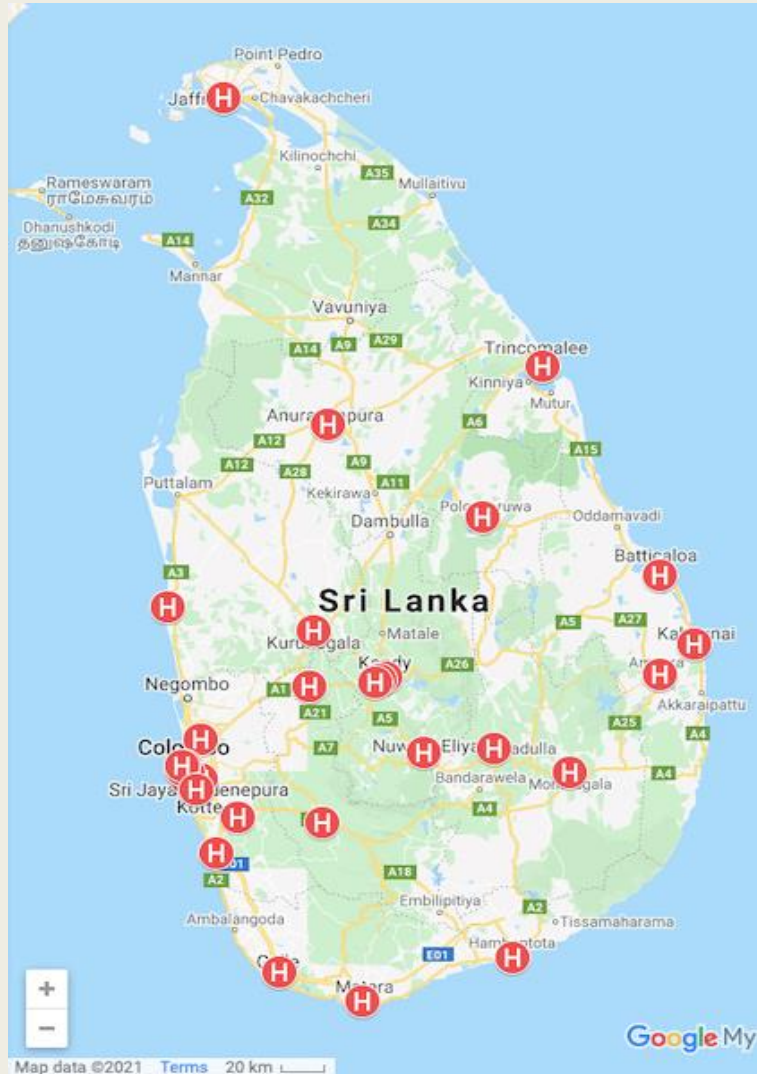 Point Pedro
H
Chavakachcheri
Kilinochchi
A35
Rameswaram
ராமேசுவரம்
A32
Mullaitivu
Dhanushkodi
தனுஷகோடி
A34
A14
Mannar
Vavuniya
A14
A9
A29
Trincomalee
H
Kinniya
Mutur
H
A6
A12
A12
A15
A9
A28
A11
Puttalam
Kekirawa
H
Dambulla
Oddamavadi
Batticaloa
A3
H
H
Sri Lanka
A5
A27
H
Matale
H
A26
H
A1
H
H
Negombo
A21
A5
Akkaraipattu
A25
H
A7
H
H
A4
H
A4
Bandarawela
H
H
Kotte
H
H
A4
H
A2
A18
Embilipitiya
A2
Tissamaharama
Ambalangoda
E01
H
H
H
+
−
Google My
Map data ©2021 Terms 20 km